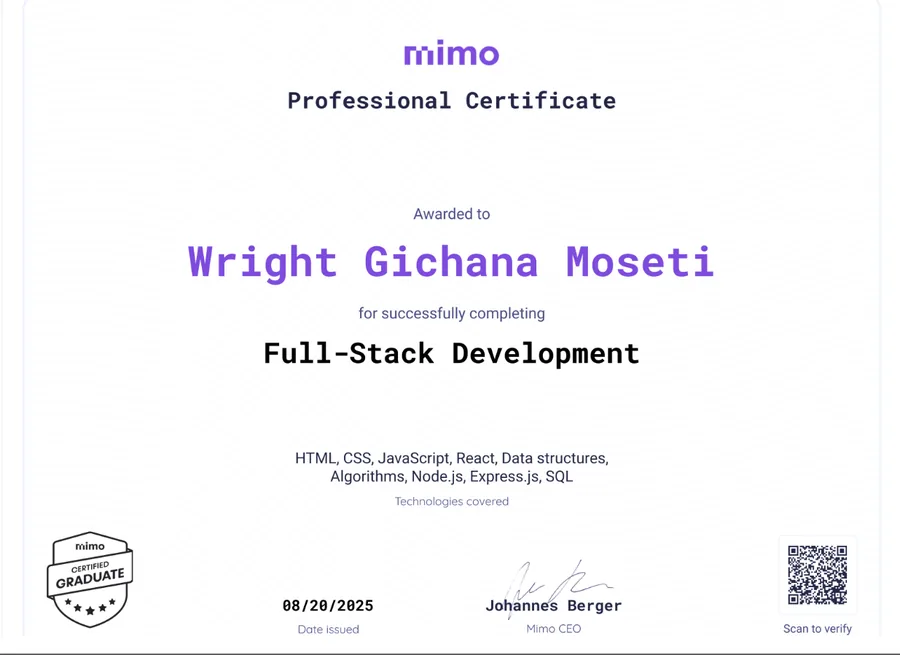 mimo
Professional Certificate
Awarded to
Wright Gichana Moseti
for successfully completing
Full-Stack Development
HTML, CSS, JavaScript, React, Data structures,
Algorithms, Node.js, Express.js, SQL
Technologies covered
mimo
CERTIFIED
GRADUATE
08/20/2025
Date issued
Johannes Berger
Mimo CEO
Scan to verify